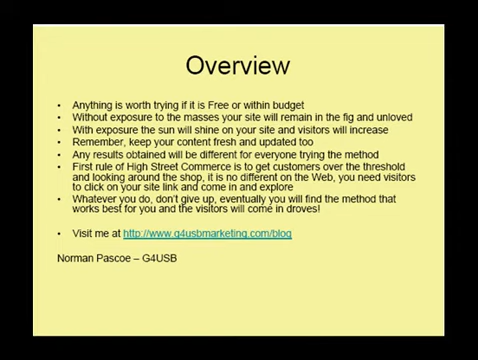 Overview
• Anything is worth trying if it is Free or within budget
• Without exposure to the masses your site will remain in the fig and unloved
• With exposure the sun will shine on your site and visitors will increase
• Remember, keep your content fresh and updated too
• Any results obtained will be different for everyone trying the method
• First rule of High Street Commerce is to get customers over the threshold
and looking around the shop, it is no different on the Web, you need visitors
to click on your site link and come in and explore
• Whatever you do, don't give up, eventually you will find the method that
works best for you and the visitors will come in droves!
• Visit me at http://www.g4usbmarketing.com/blog
Norman Pascoe – G4USB